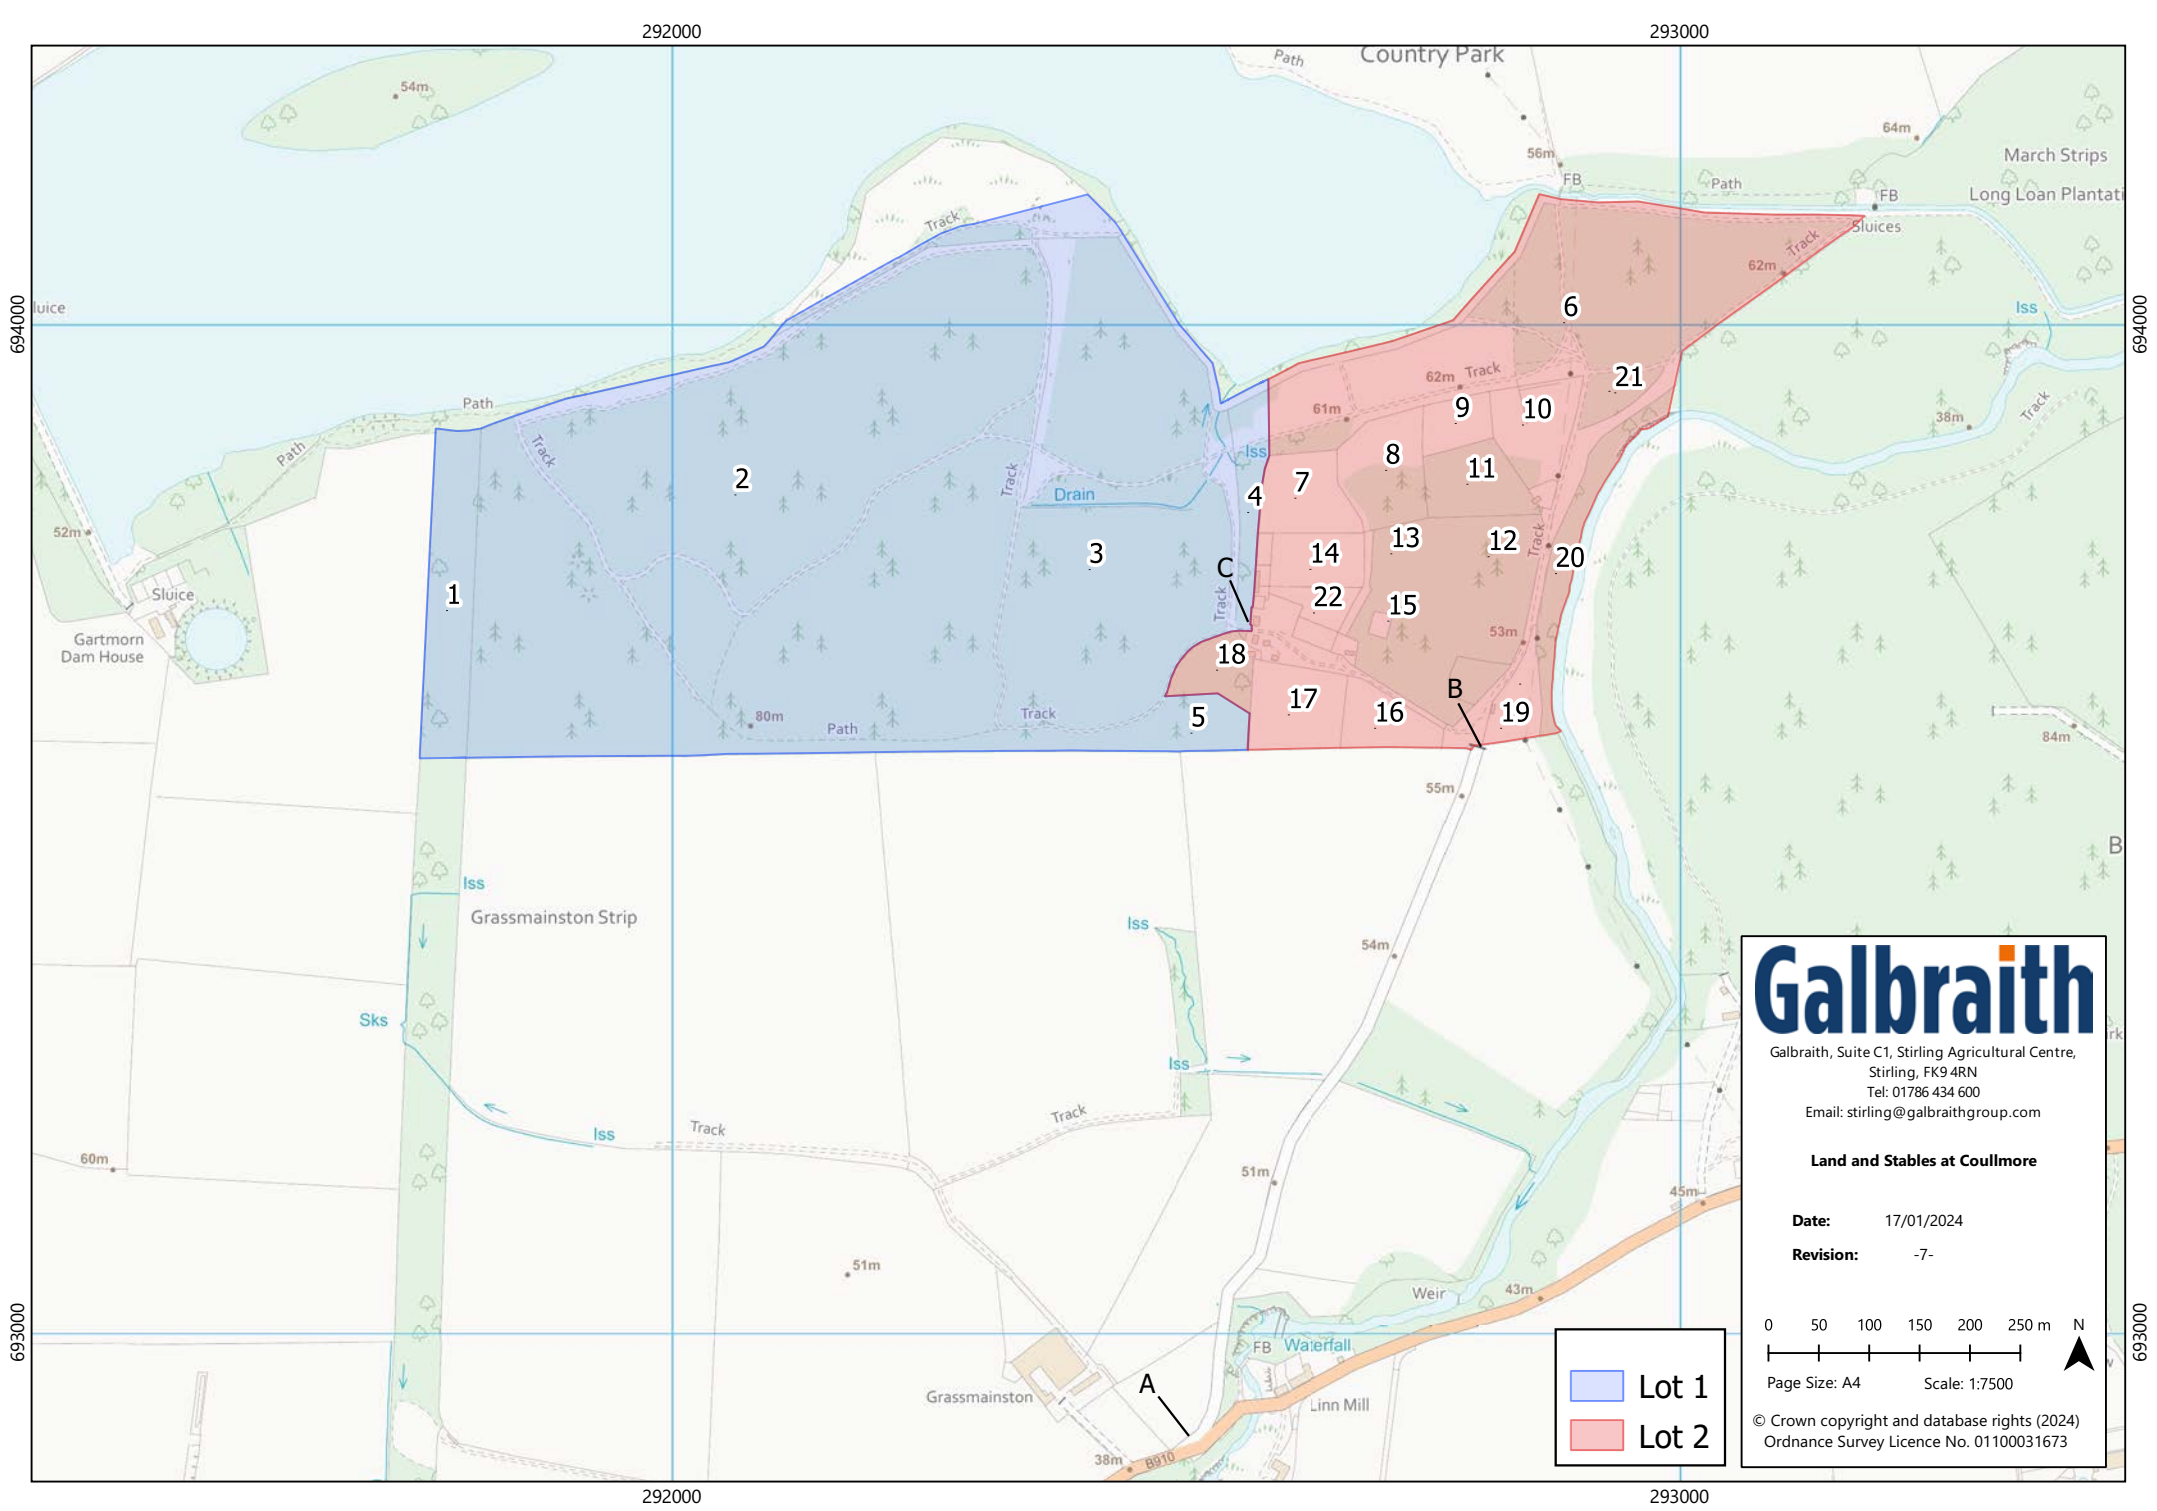 292000
293000
Country Park
Path
54m
64m
56m
March Strips
FB
Path
FB
Long Loan Plantati
Track
Sluices
Track
62m
6
694000
694000
luice
Iss
62m
Track
21
Path
61m
9
10
38m
Track
Track
Path
8
Iss
11
2
7
Track
4
Drain
52m
13
12
Track
20
3
14
C
1
Sluice
22
15
Track
Gartmorn
Dam House
53m
18
B
17
80m
Path
Track
5
16
19
84m
55m
B
Iss
Grassmainston Strip
Iss
54m
Sks
Iss
Iss
Track
Track
60m
51m
45m
51m
Weir
43m
693000
693000
FB
Waterfall
A
Grassmainston
Linn Mill
38m
B910
Galbraith
Galbraith, Suite C1, Stirling Agricultural Centre,
Stirling, FK9 4RN
Tel: 01786 434 600
Email: stirling@galbraithgroup.com
Land and Stables at Coullmore
Date: 17/01/2024
Revision: -7-
0 50 100 150 200 250 m N
Page Size: A4 Scale: 1:7500
© Crown copyright and database rights (2024)
Ordnance Survey Licence No. 01100031673
Lot 1
Lot 2
292000
293000